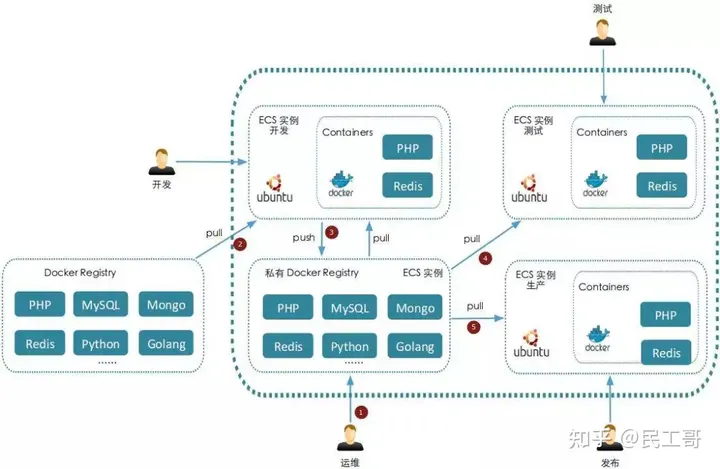 测试
ECS 实例
开发
Containers
PHP
Redis
ubuntu
docker
ECS 实例
测试
Containers
PHP
Redis
ubuntu
docker
开发
pull
2
push
3
pull
pull
4
Docker Registry
PHP
MySQL
Mongo
Redis
Python
Golang
......
私有 Docker Registry
ECS 实例
PHP
MySQL
Mongo
Redis
Python
Golang
......
pull
5
ECS 实例
生产
Containers
PHP
Redis
ubuntu
docker
1
运维
发布
知乎 @民工哥